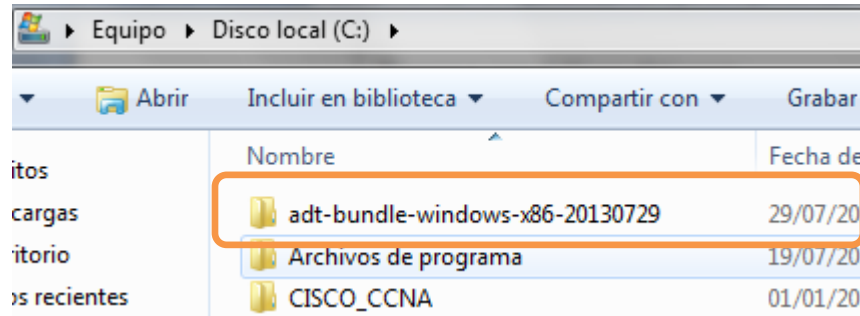 Equipo Disco local (C:)
Abrir Incluir en biblioteca Compartir con Grabar
Nombre Fecha de
itos
adt-bundle-windows-x86-20130729 29/07/20
cargas
Archivos de programa 19/07/20
ritorio
CISCO_CCNA 01/01/20
os recientes